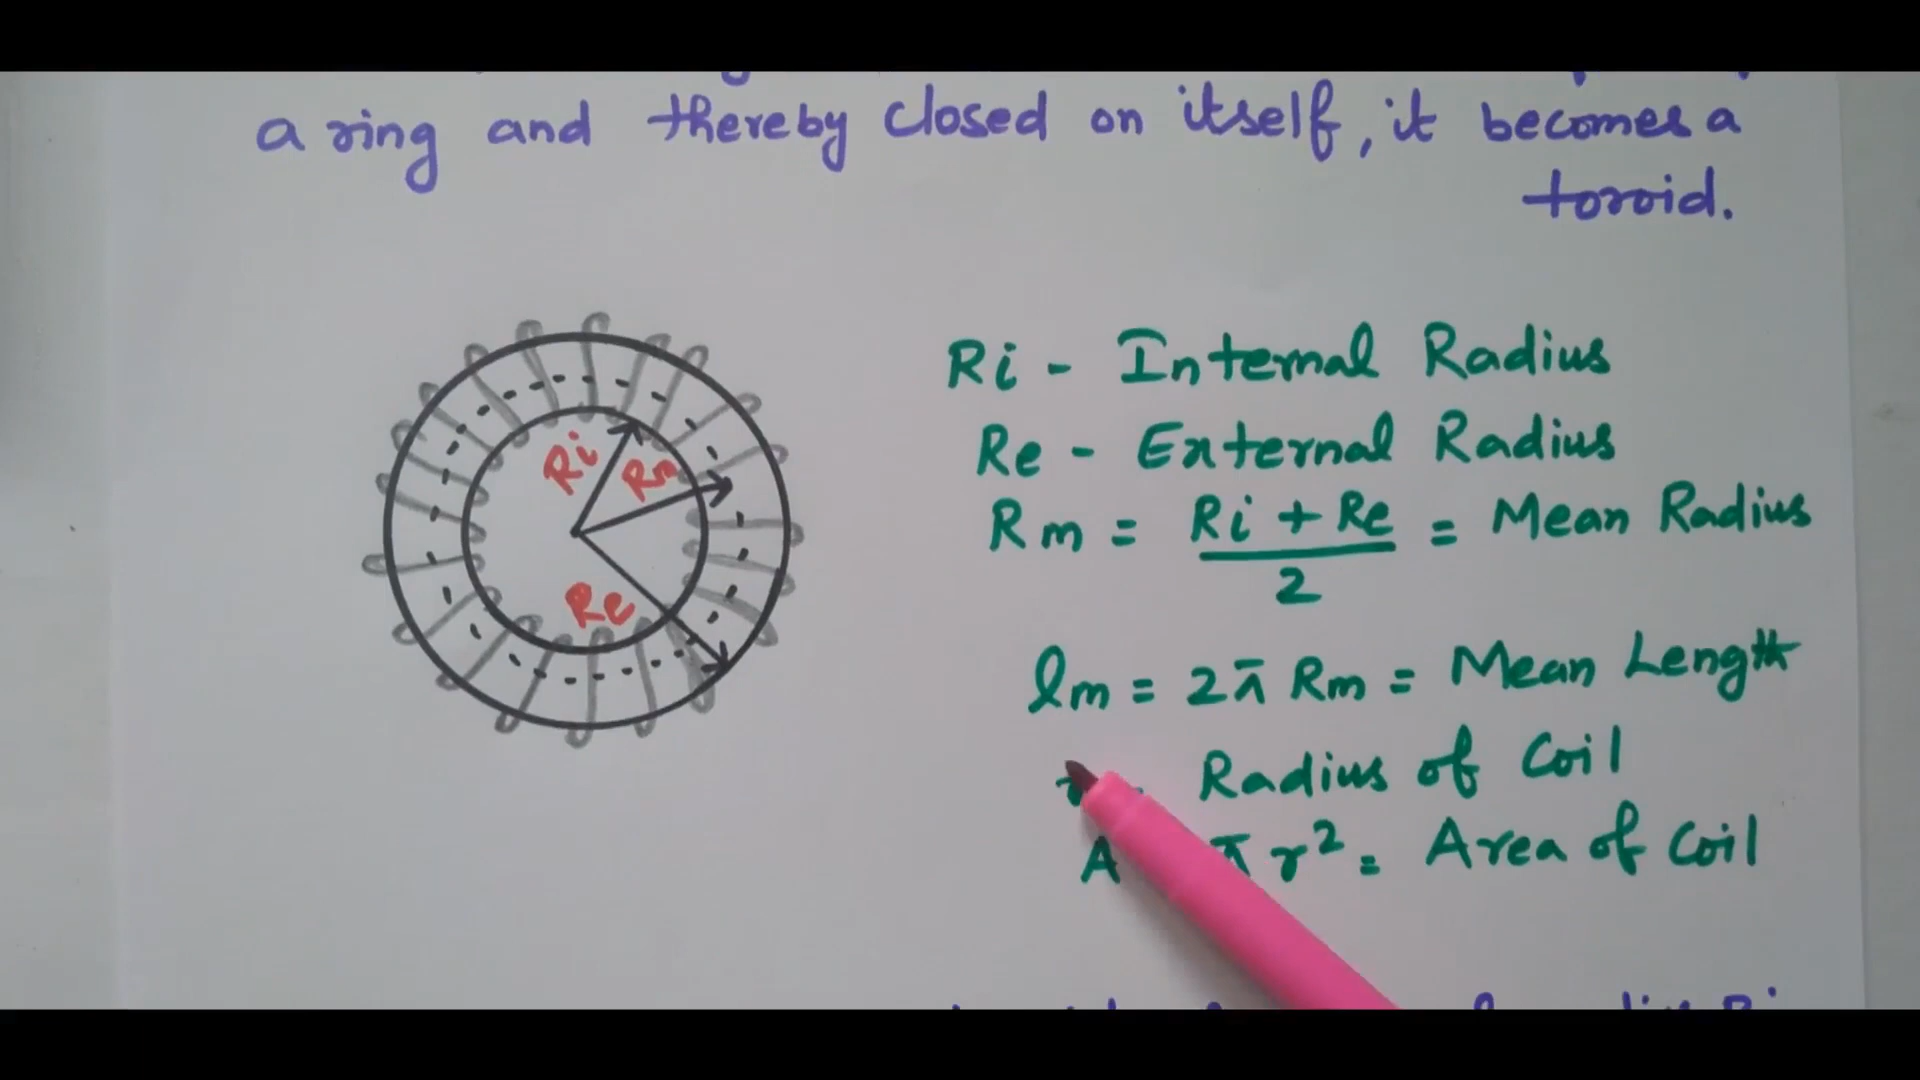 a ring and thereby closed on itself, it becomes a
toroid.
Ri
Rm
Re
Ri - Internal Radius
Re - External Radius
Rm = Ri + Re / 2 = Mean Radius
lm = 2π Rm = Mean Length
Radius of Coil
A π r² = Area of Coil